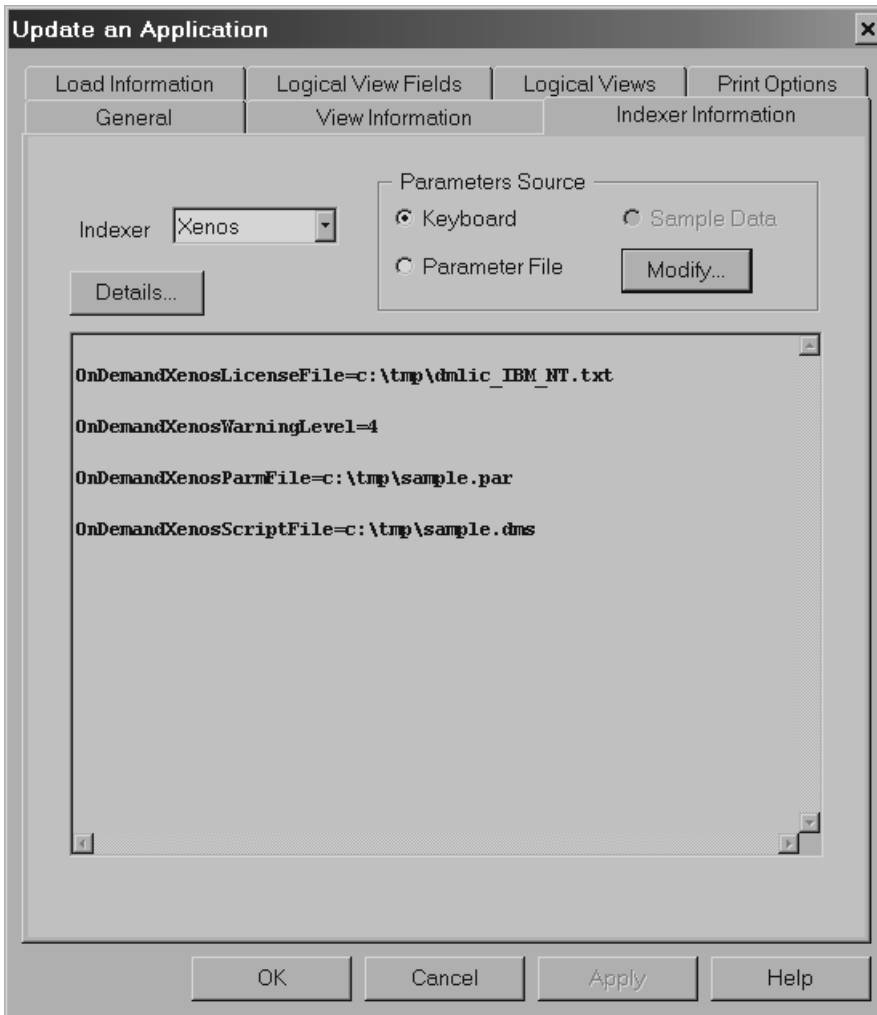 Update an Application
Load Information
Logical View Fields
Logical Views
Print Options
General
View Information
Indexer Information
Parameters Source
Indexer
Xenos
Keyboard
Sample Data
Parameter File
Modify...
Details...
OnDemandXenosLicenseFile=c:\tmp\dmlic_IBM_NT.txt
OnDemandXenosWarningLevel=4
OnDemandXenosParmFile=c:\tmp\sample.par
OnDemandXenosScriptFile=c:\tmp\sample.dms
OK
Cancel
Apply
Help